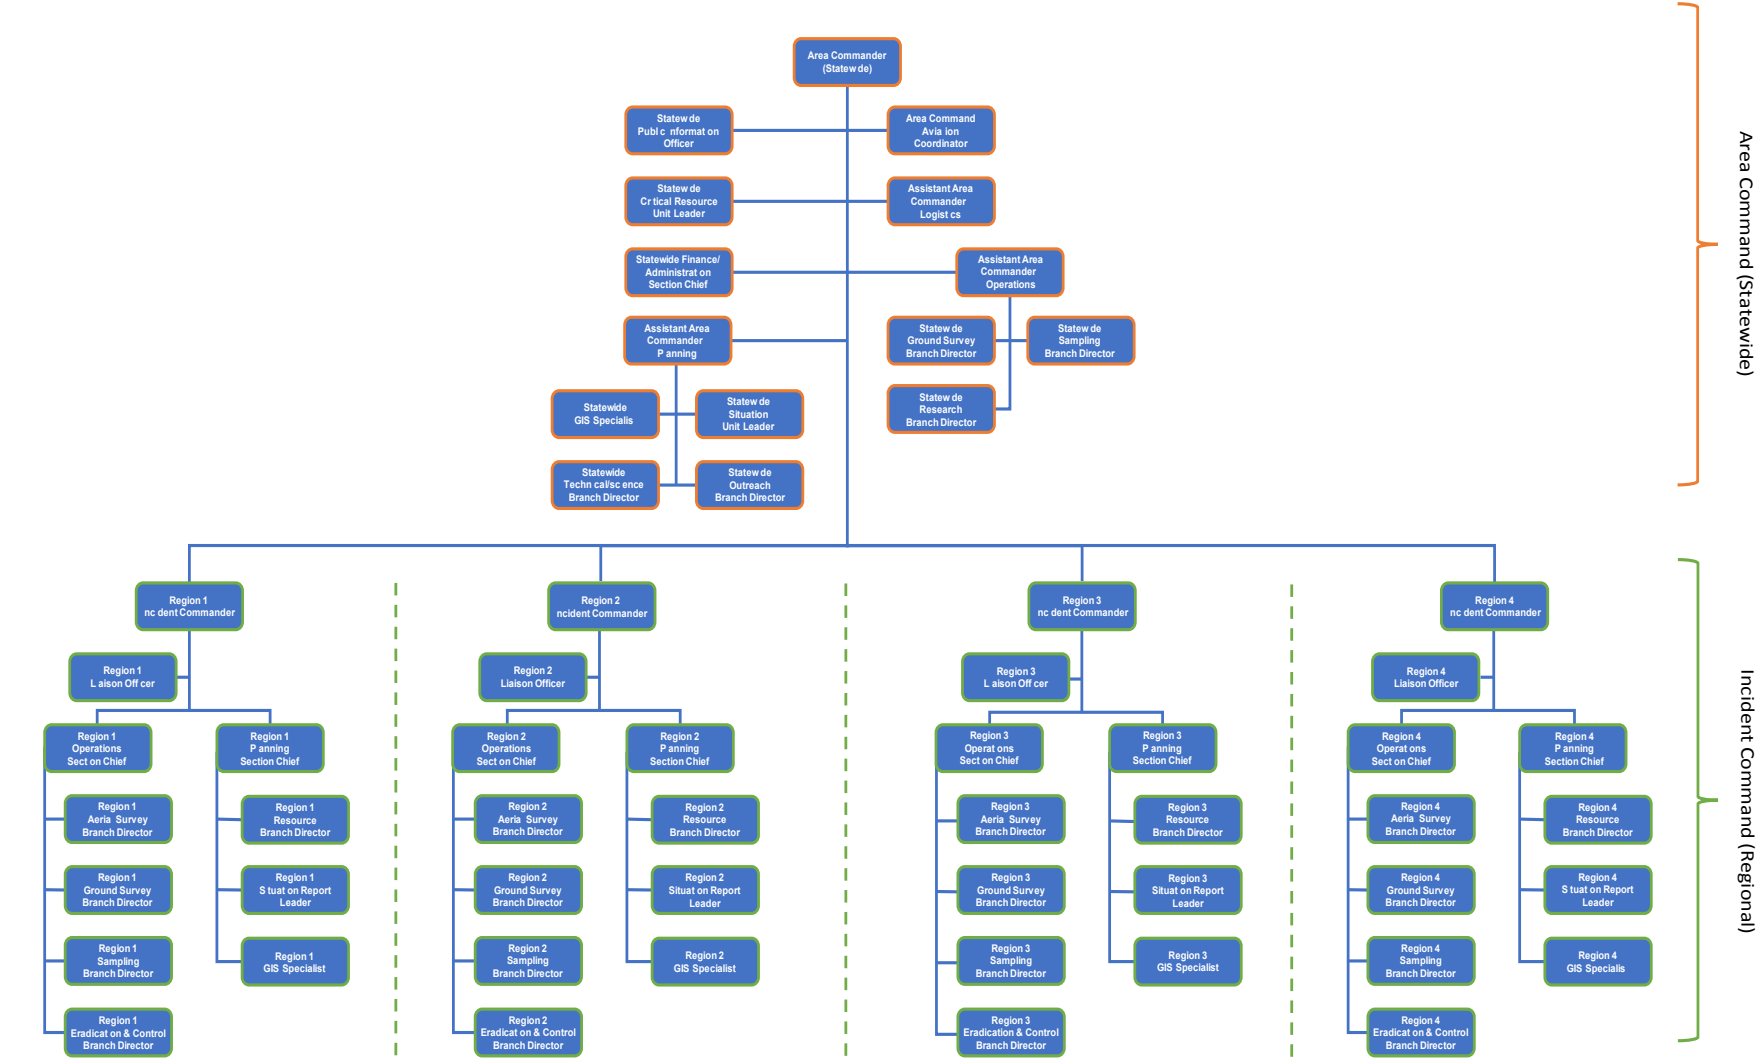 Area Commander
(Statew de)
Statew de
Publ c  nformat on
Officer
Area Command
Avia ion
Coordinator
Statew de
Cr tical Resource
Unit Leader
Assistant Area
Commander
Logist cs
Statewide Finance/
Administrat on
Section Chief
Assistant Area
Commander
Operations
Assistant Area
Commander
P anning
Statew de
Ground Survey
Branch Director
Statew de
Sampling
Branch Director
Statew de
Research
Branch Director
Statewide
GIS Specialis
Statew de
Situation
Unit Leader
Statewide
Techn cal/sc ence
Branch Director
Statew de
Outreach
Branch Director
Area Command (Statewide)
Region 1
nc dent Commander
Region 2
ncident Commander
Region 3
nc dent Commander
Region 4
nc dent Commander
Region 1
L aison Off cer
Region 2
Liaison Officer
Region 3
L aison Off cer
Region 4
Liaison Officer
Region 1
Operations
Sect on Chief
Region 1
P anning
Section Chief
Region 2
Operations
Sect on Chief
Region 2
P anning
Section Chief
Region 3
Operat ons
Sect on Chief
Region 3
P anning
Section Chief
Region 4
Operat ons
Sect on Chief
Region 4
P anning
Section Chief
Region 1
Aeria  Survey
Branch Director
Region 1
Resource
Branch Director
Region 2
Aeria  Survey
Branch Director
Region 2
Resource
Branch Director
Region 3
Aeria  Survey
Branch Director
Region 3
Resource
Branch Director
Region 4
Aeria  Survey
Branch Director
Region 4
Resource
Branch Director
Region 1
Ground Survey
Branch Director
Region 1
S tuat on Report
Leader
Region 2
Ground Survey
Branch Director
Region 2
Situat on Report
Leader
Region 3
Ground Survey
Branch Director
Region 3
Situat on Report
Leader
Region 4
Ground Survey
Branch Director
Region 4
S tuat on Report
Leader
Region 1
Sampling
Branch Director
Region 1
GIS Specialist
Region 2
Sampling
Branch Director
Region 2
GIS Specialist
Region 3
Sampling
Branch Director
Region 3
GIS Specialist
Region 4
Sampling
Branch Director
Region 4
GIS Specialis
Region 1
Eradicat on & Control
Branch Director
Region 2
Eradicat on & Control
Branch Director
Region 3
Eradication & Control
Branch Director
Region 4
Eradicat on & Control
Branch Director
Incident Command (Regional)